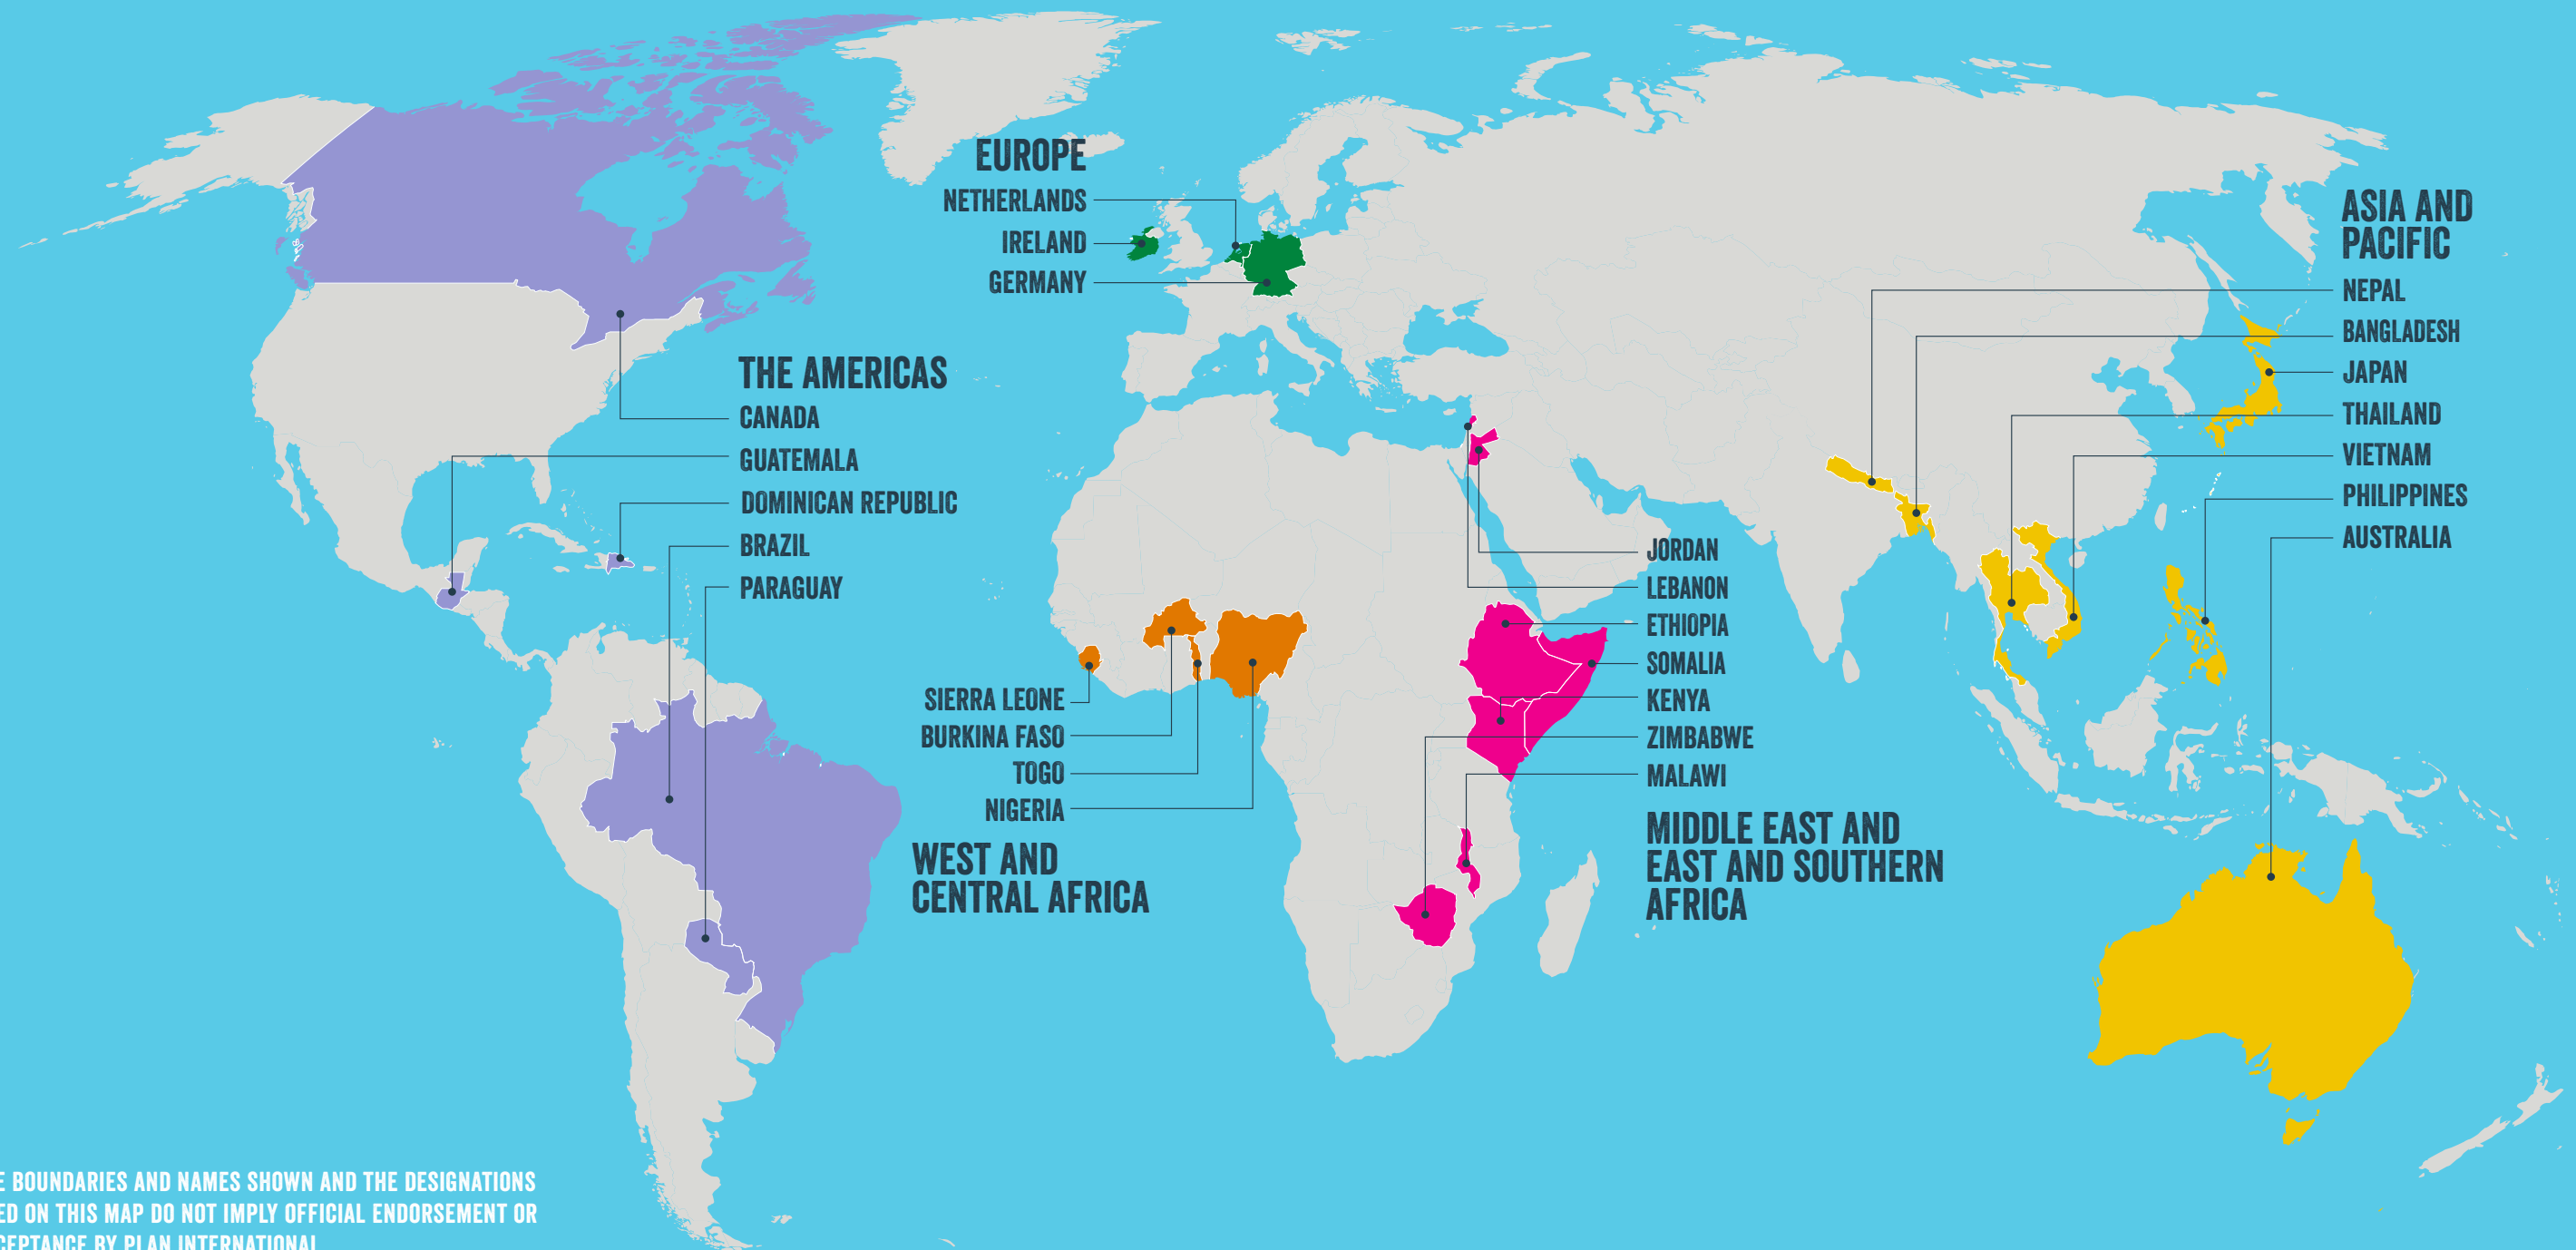 EUROPE
NETHERLANDS
IRELAND
GERMANY
THE AMERICAS
CANADA
GUATEMALA
DOMINICAN REPUBLIC
BRAZIL
PARAGUAY
SIERRA LEONE
BURKINA FASO
TOGO
NIGERIA
WEST AND
CENTRAL AFRICA
JORDAN
LEBANON
ETHIOPIA
SOMALIA
KENYA
ZIMBABWE
MALAWI
MIDDLE EAST AND
EAST AND SOUTHERN
AFRICA
ASIA AND
PACIFIC
NEPAL
BANGLADESH
JAPAN
THAILAND
VIETNAM
PHILIPPINES
AUSTRALIA
E BOUNDARIES AND NAMES SHOWN AND THE DESIGNATIONS
ED ON THIS MAP DO NOT IMPLY OFFICIAL ENDORSEMENT OR
CEPTANCE BY PLAN INTERNATIONAL